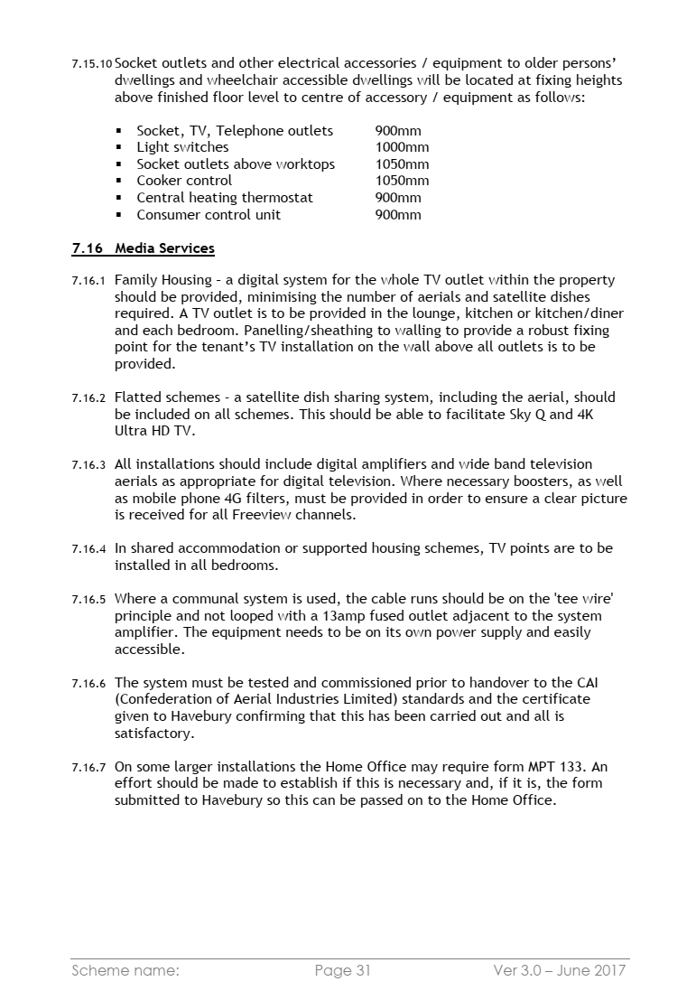 7.15.10 Socket outlets and other electrical accessories / equipment to older persons’
dwellings and wheelchair accessible dwellings will be located at fixing heights
above finished floor level to centre of accessory / equipment as follows:
▪ Socket, TV, Telephone outlets 900mm
▪ Light switches 1000mm
▪ Socket outlets above worktops 1050mm
▪ Cooker control 1050mm
▪ Central heating thermostat 900mm
▪ Consumer control unit 900mm
7.16 Media Services
7.16.1 Family Housing – a digital system for the whole TV outlet within the property
should be provided, minimising the number of aerials and satellite dishes
required. A TV outlet is to be provided in the lounge, kitchen or kitchen/diner
and each bedroom. Panelling/sheathing to walling to provide a robust fixing
point for the tenant’s TV installation on the wall above all outlets is to be
provided.
7.16.2 Flatted schemes - a satellite dish sharing system, including the aerial, should
be included on all schemes. This should be able to facilitate Sky Q and 4K
Ultra HD TV.
7.16.3 All installations should include digital amplifiers and wide band television
aerials as appropriate for digital television. Where necessary boosters, as well
as mobile phone 4G filters, must be provided in order to ensure a clear picture
is received for all Freeview channels.
7.16.4 In shared accommodation or supported housing schemes, TV points are to be
installed in all bedrooms.
7.16.5 Where a communal system is used, the cable runs should be on the 'tee wire'
principle and not looped with a 13amp fused outlet adjacent to the system
amplifier. The equipment needs to be on its own power supply and easily
accessible.
7.16.6 The system must be tested and commissioned prior to handover to the CAI
(Confederation of Aerial Industries Limited) standards and the certificate
given to Havebury confirming that this has been carried out and all is
satisfactory.
7.16.7 On some larger installations the Home Office may require form MPT 133. An
effort should be made to establish if this is necessary and, if it is, the form
submitted to Havebury so this can be passed on to the Home Office.
Scheme name: Page 31 Ver 3.0 – June 2017